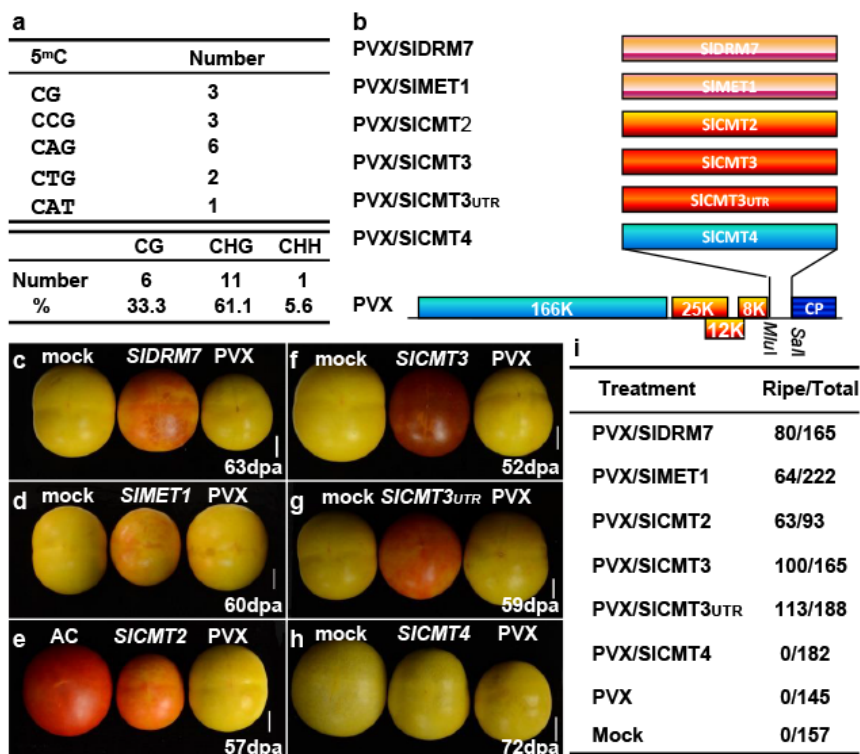 a
5mC Number
CG 3
CCG 3
CAG 6
CTG 2
CAT 1
CG CHG CHH
Number 6 11 1
% 33.3 61.1 5.6
b
PVX/SlDRM7 SlDRM7
PVX/SlMET1 SlMET1
PVX/SlCMT2 SlCMT2
PVX/SlCMT3 SlCMT3
PVX/SlCMT3UTR SlCMT3UTR
PVX/SlCMT4 SlCMT4
PVX 166K 25K 12K 8K MluI SalI CP
c mock SlDRM7 PVX
63dpa
d mock SlMET1 PVX
60dpa
e AC SlCMT2 PVX
57dpa
f mock SlCMT3 PVX
52dpa
g mock SlCMT3UTR PVX
59dpa
h mock SlCMT4 PVX
72dpa
i
Treatment Ripe/Total
PVX/SlDRM7 80/165
PVX/SlMET1 64/222
PVX/SlCMT2 63/93
PVX/SlCMT3 100/165
PVX/SlCMT3UTR 113/188
PVX/SlCMT4 0/182
PVX 0/145
Mock 0/157